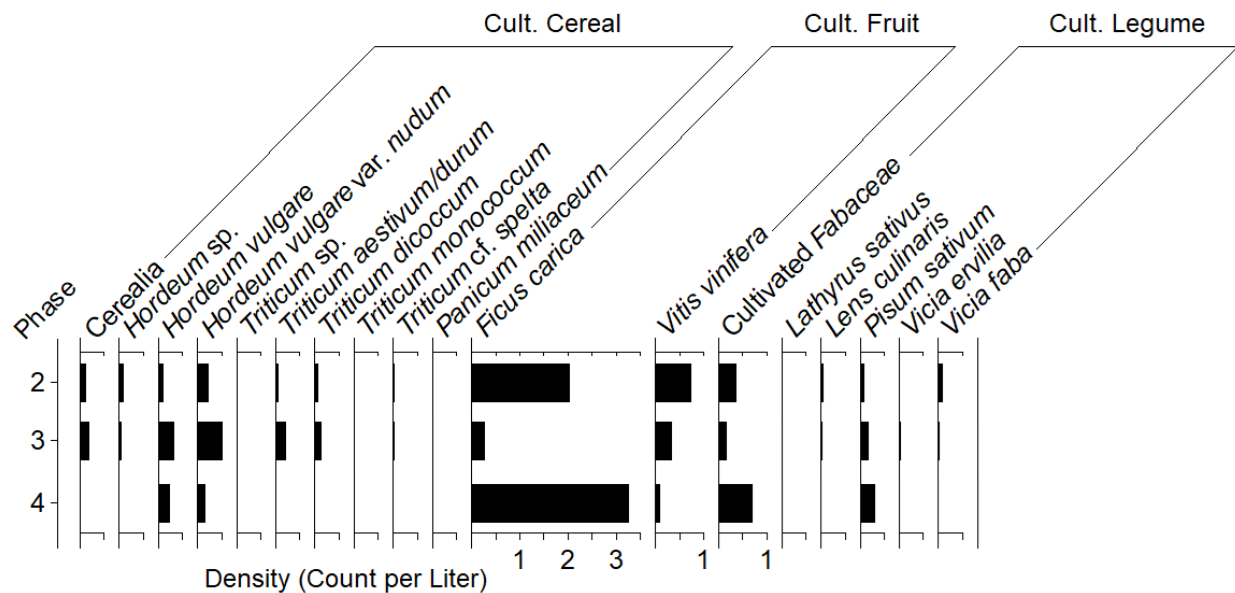 Cult. Cereal
Cult. Fruit
Cult. Legume
Phase
Cerealia
Hordeum sp.
Hordeum vulgare
Hordeum vulgare var. nudum
Triticum sp.
Triticum aestivum/durum
Triticum dicoccum
Triticum monococcum
Triticum cf. spelta
Panicum miliaceum
Ficus carica
Vitis vinifera
Cultivated Fabaceae
Lathyrus sativus
Lens culinaris
Pisum sativum
Vicia ervilia
Vicia faba
2
3
4
1 2 3 1 1
Density (Count per Liter)